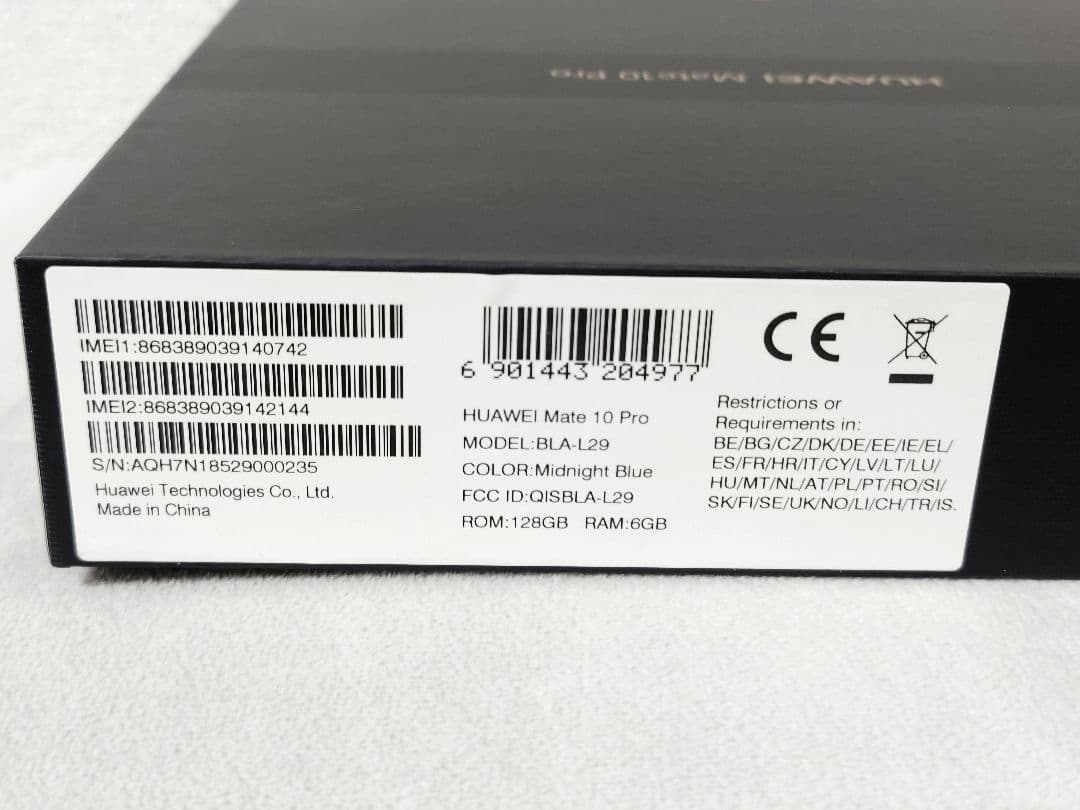 HUAWEI Mate10 Pro
IMEI1:868389039140742
IMEI2:868389039142144
S/N:AQH7N18529000235
Huawei Technologies Co., Ltd.
Made in China
6 901443 204977
HUAWEI Mate 10 Pro
MODEL:BLA-L29
COLOR:Midnight Blue
FCC ID:QISBLA-L29
ROM:128GB RAM:6GB
CE
Restrictions or
Requirements in:
BE/BG/CZ/DK/DE/EE/IE/EL/
ES/FR/HR/IT/CY/LV/LT/LU/
HU/MT/NL/AT/PL/PT/RO/SI/
SK/FI/SE/UK/NO/LI/CH/TR/IS.